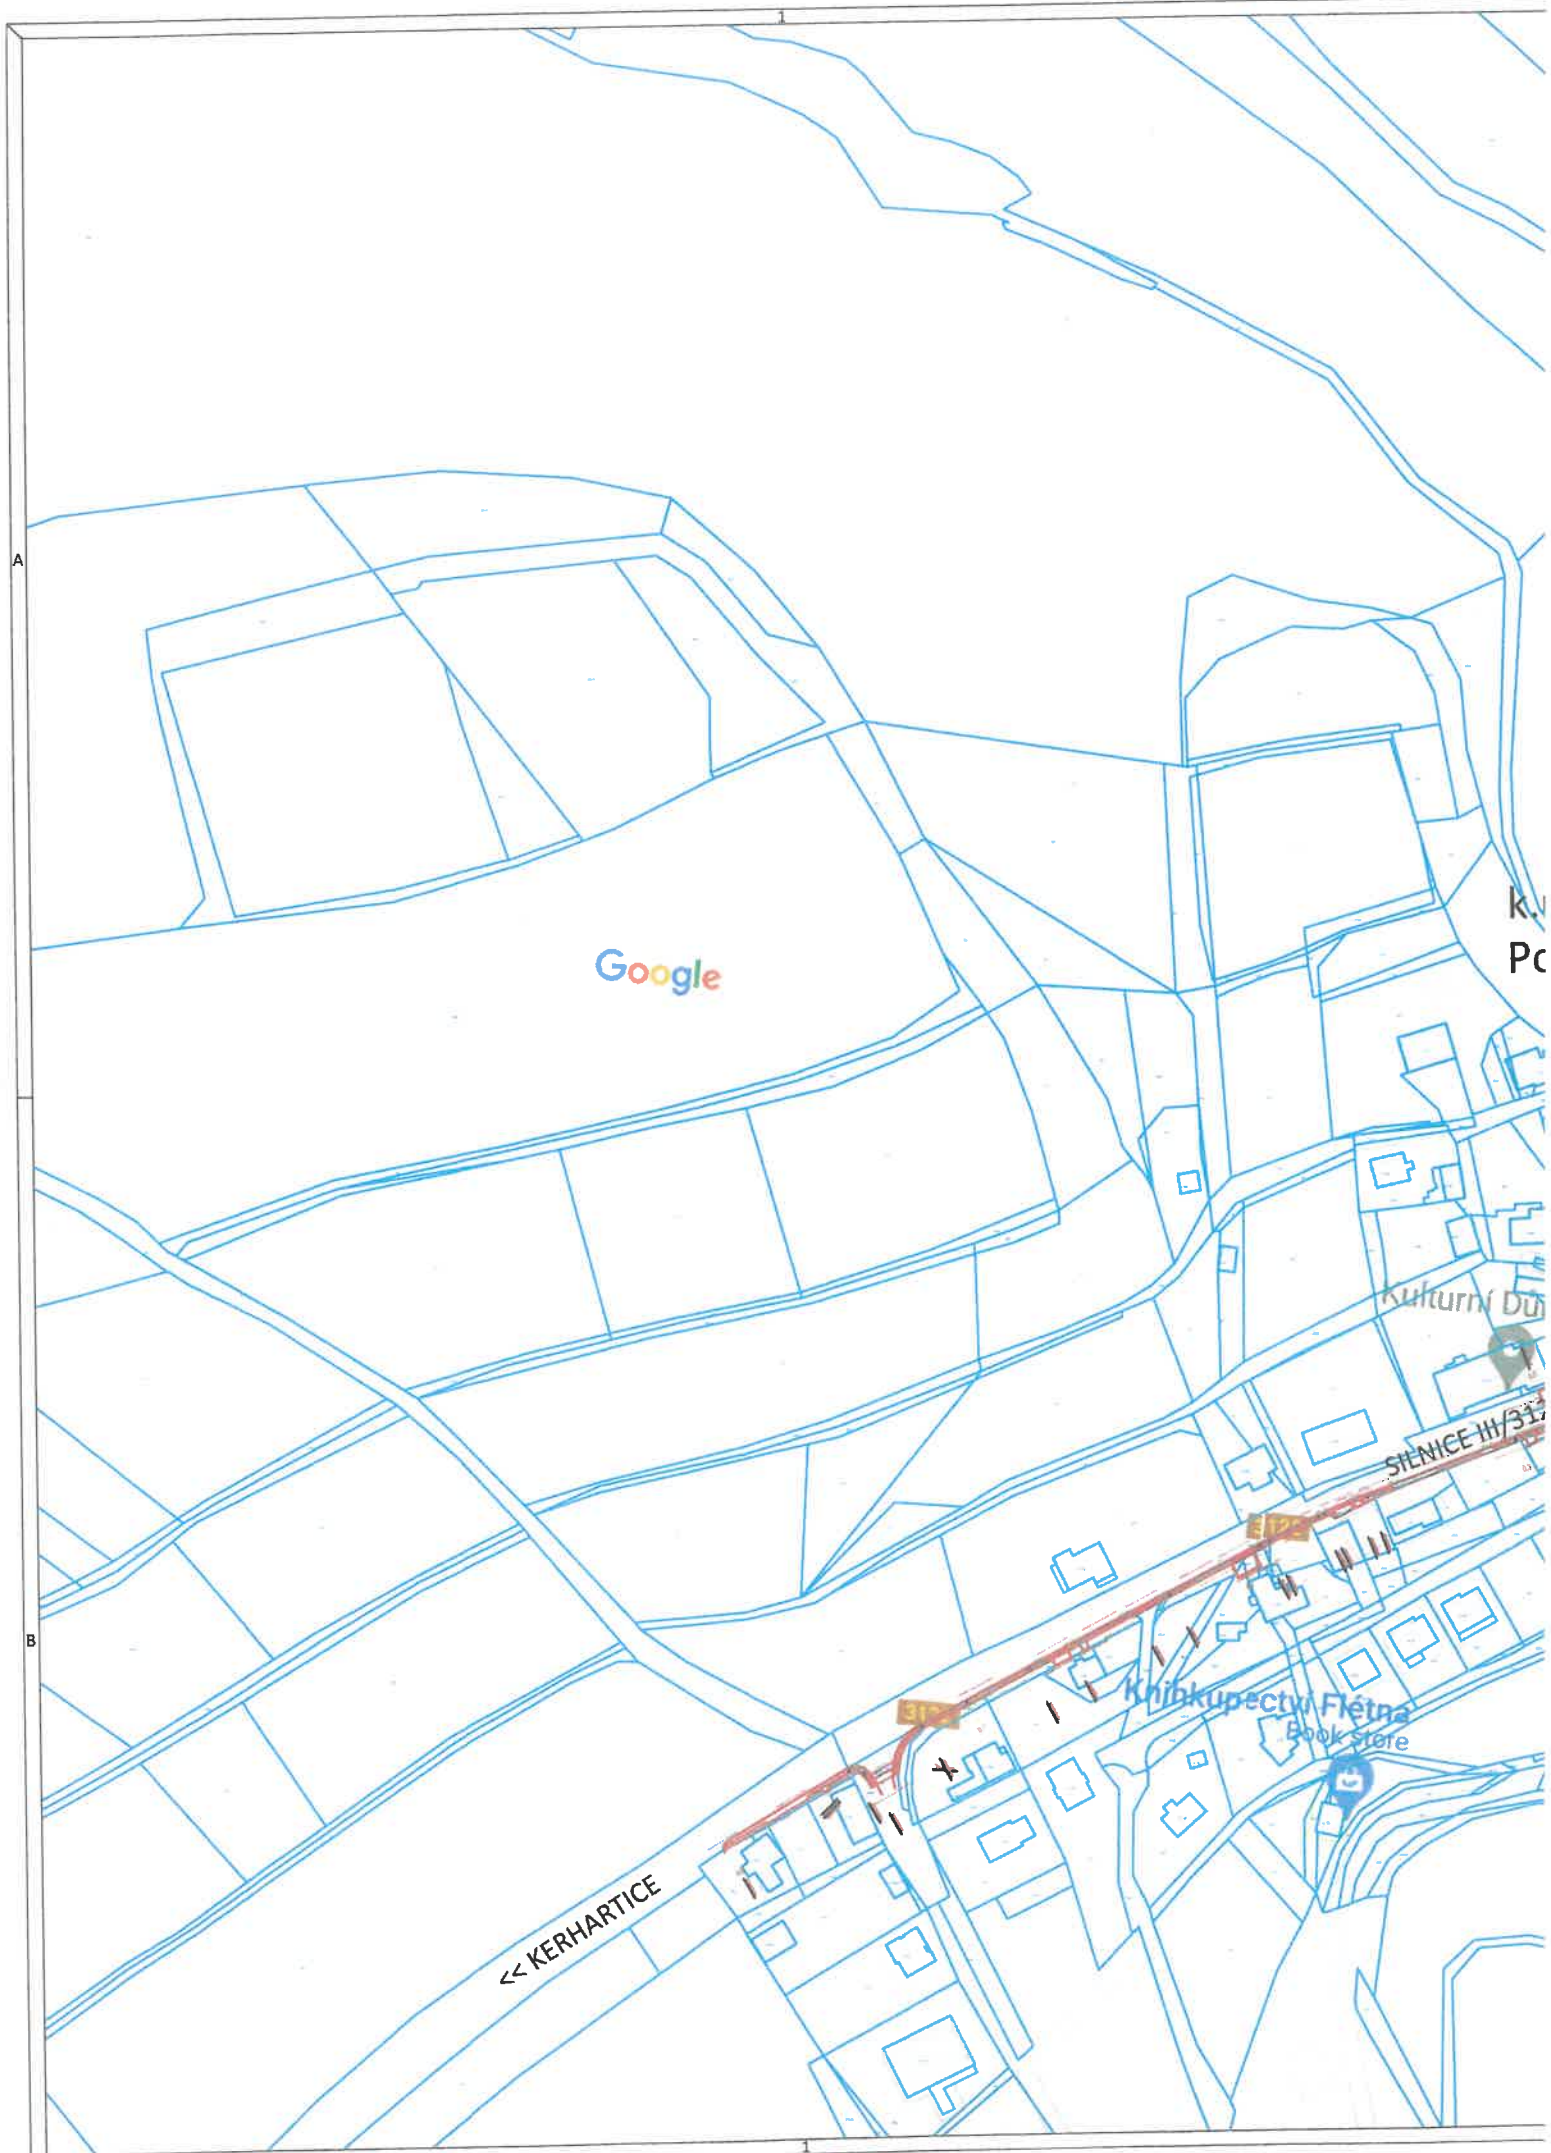 1
A
k.
Po
Google
Kulturní Dů
SILNICE III/31
B
Knihkupectví Flétna
Book store
<< KERHARTICE
1